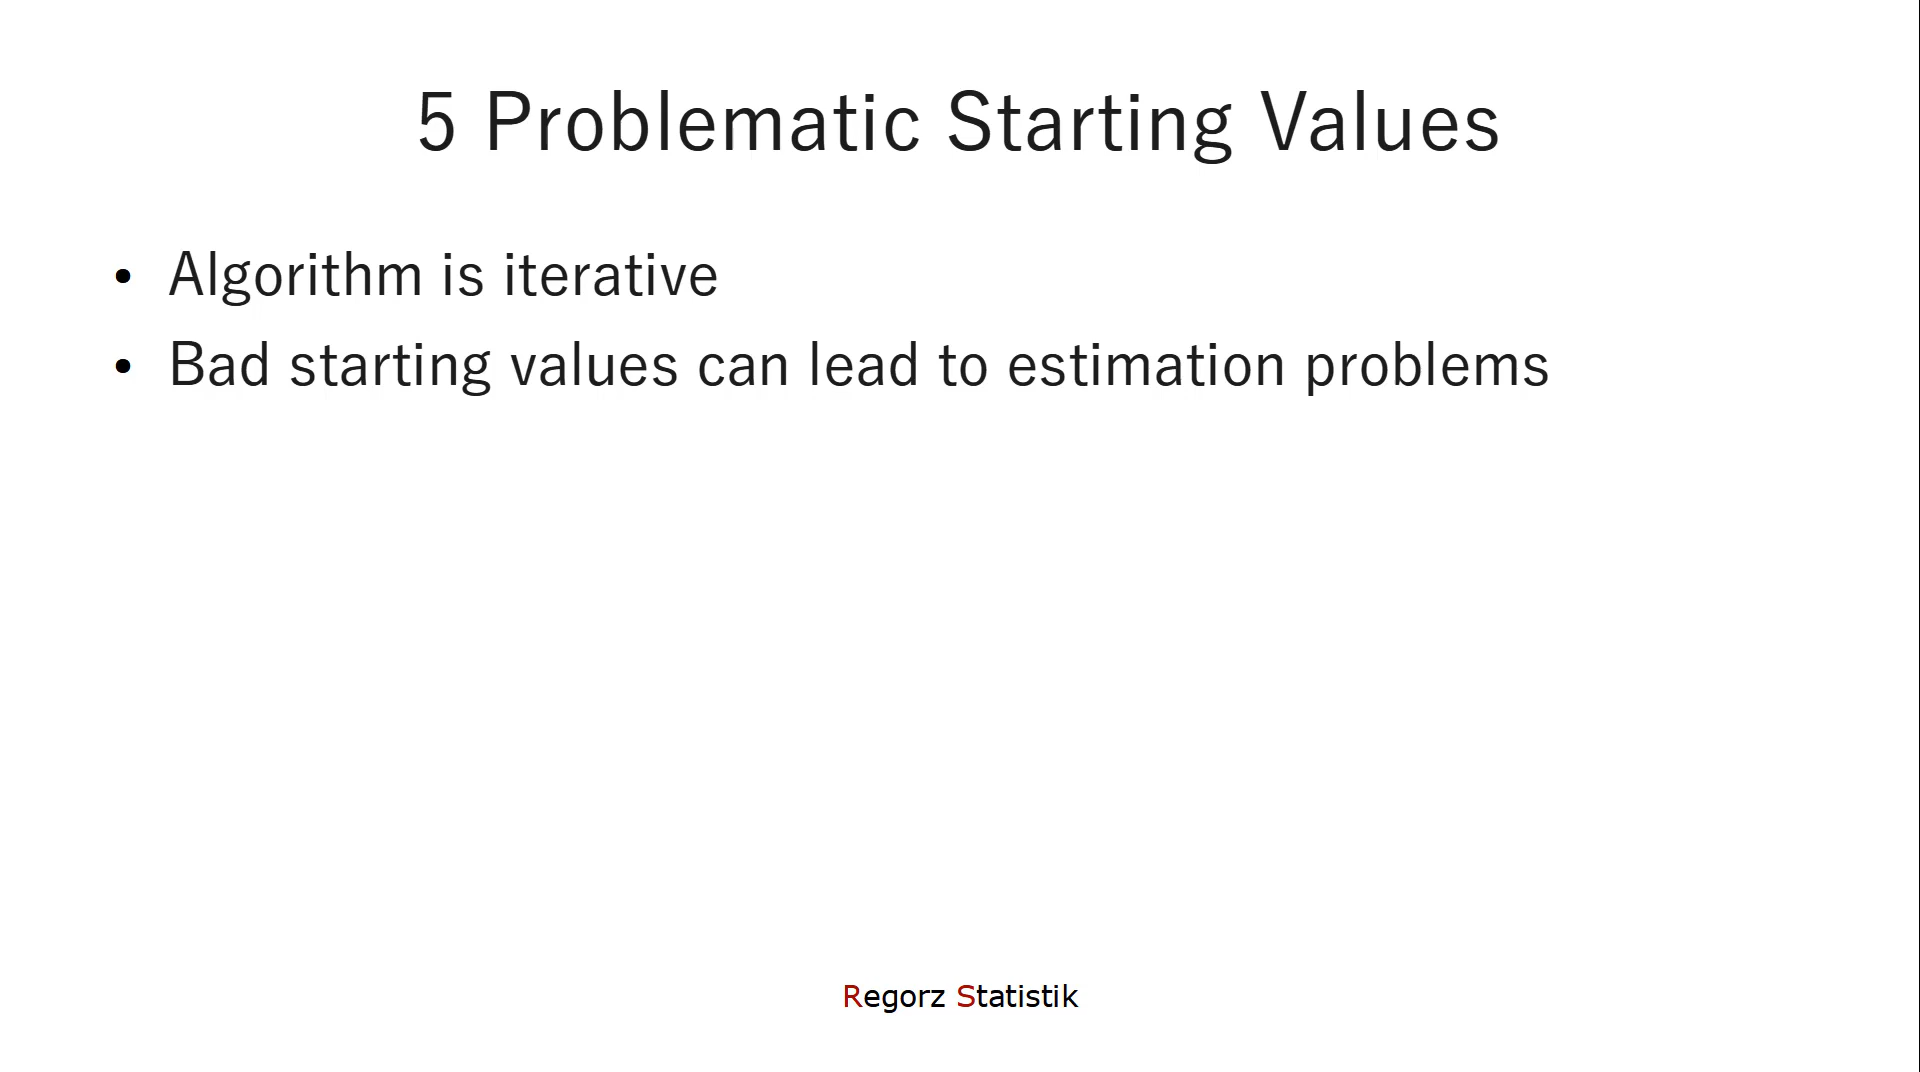 5 Problematic Starting Values
• Algorithm is iterative
• Bad starting values can lead to estimation problems
Regorz Statistik